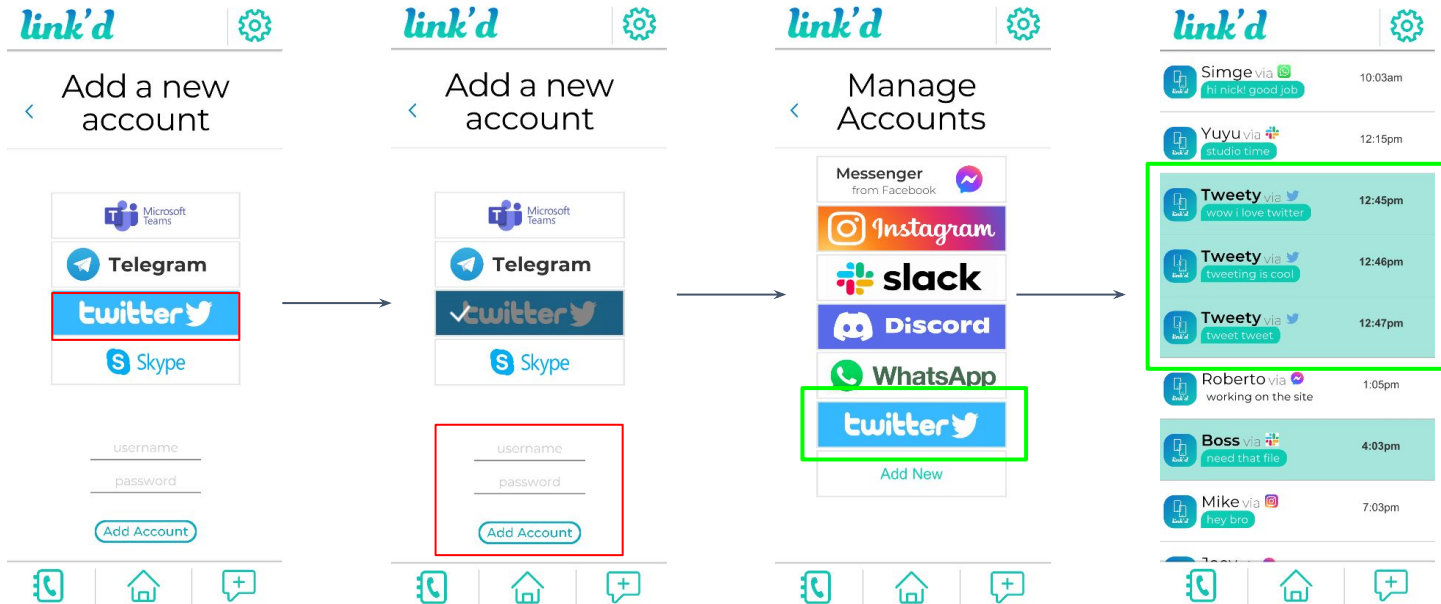 link'd
Add a new
account
Microsoft
Teams
Telegram
twitter
Skype
username
password
Add Account
link'd
Add a new
account
Microsoft
Teams
Telegram
twitter
Skype
username
password
Add Account
link'd
Manage
Accounts
Messenger
from Facebook
Instagram
slack
Discord
WhatsApp
twitter
Add New
link'd
Simge via
10:03am
hi nick! good job
Yuyu via
12:15pm
studio time
Tweety via
12:45pm
wow i love twitter
Tweety via
12:46pm
tweeting is cool
Tweety via
12:47pm
tweet tweet
Roberto via
1:05pm
working on the site
Boss via
4:03pm
need that file
Mike via
7:03pm
hey bro